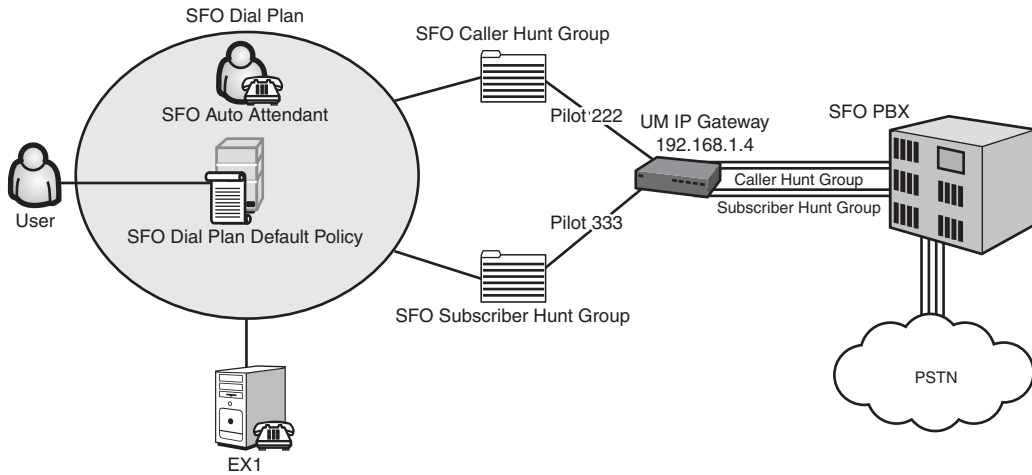 SFO Dial Plan
SFO Caller Hunt Group
SFO Auto Attendant
Pilot 222
UM IP Gateway
192.168.1.4
SFO PBX
Caller Hunt Group
Subscriber Hunt Group
User
SFO Dial Plan Default Policy
Pilot 333
SFO Subscriber Hunt Group
PSTN
EX1